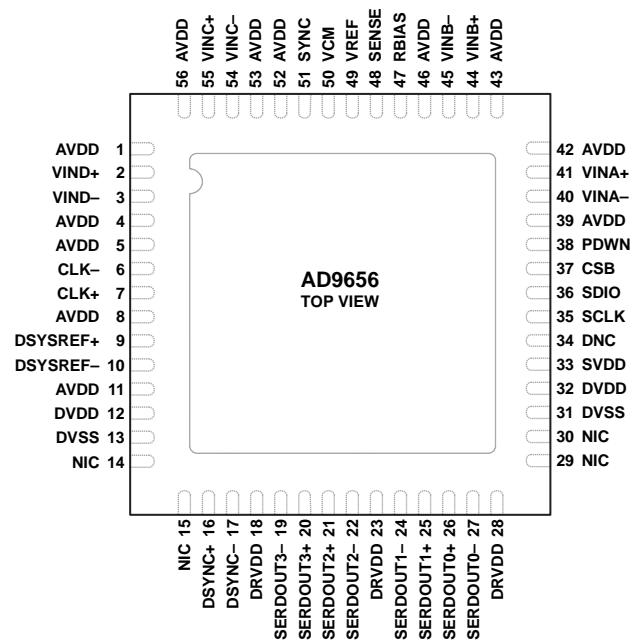 56 AVDD
55 VINC+
54 VINC–
53 AVDD
52 AVDD
51 SYNC
50 VCM
49 VREF
48 SENSE
47 RBIAS
46 AVDD
45 VINB–
44 VINB+
43 AVDD
AVDD 1
VIND+ 2
VIND– 3
AVDD 4
AVDD 5
CLK– 6
CLK+ 7
AVDD 8
DSYSREF+ 9
DSYSREF– 10
AVDD 11
DVDD 12
DVSS 13
NIC 14
AD9656
TOP VIEW
42 AVDD
41 VINA+
40 VINA–
39 AVDD
38 PDWN
37 CSB
36 SDIO
35 SCLK
34 DNC
33 SVDD
32 DVDD
31 DVSS
30 NIC
29 NIC
NIC 15
DSYNC+ 16
DSYNC– 17
DRVDD 18
SERDOUT3– 19
SERDOUT3+ 20
SERDOUT2+ 21
SERDOUT2– 22
DRVDD 23
SERDOUT1– 24
SERDOUT1+ 25
SERDOUT0+ 26
SERDOUT0– 27
DRVDD 28